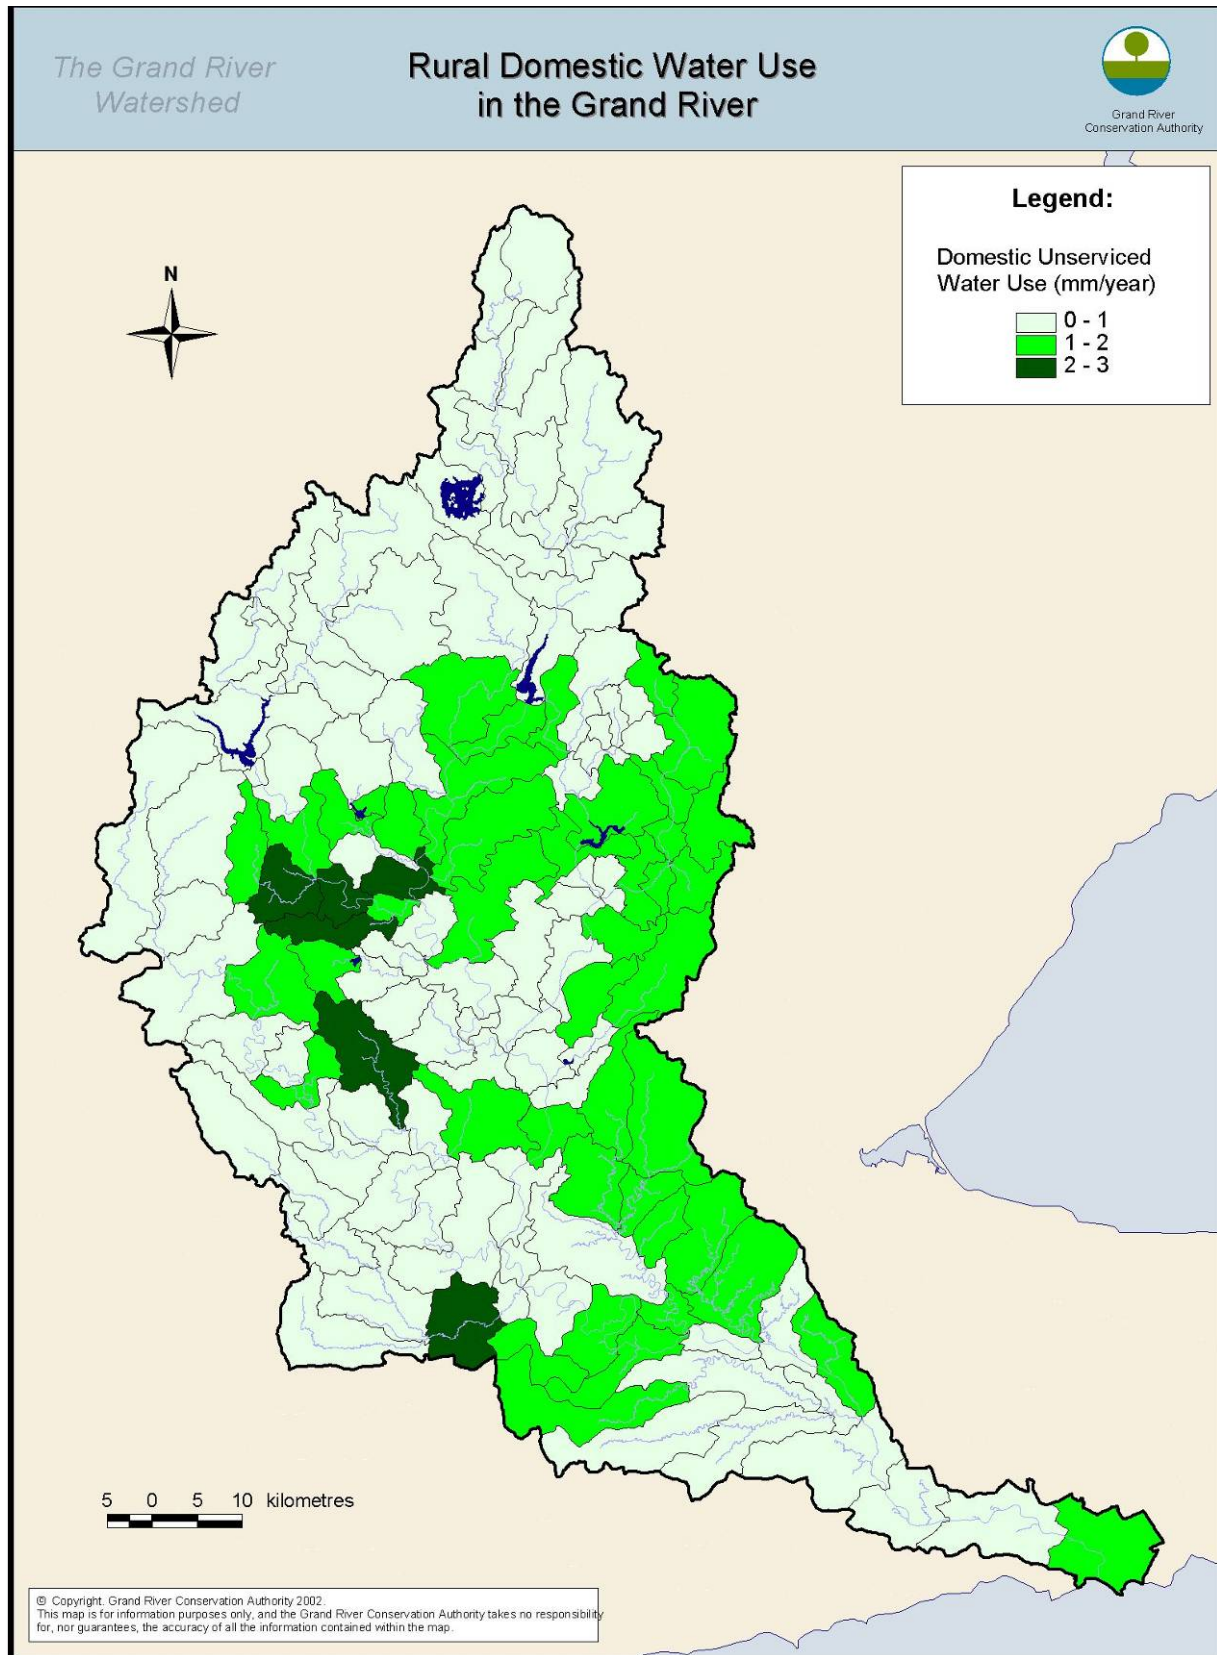 The Grand River
Watershed
Rural Domestic Water Use
in the Grand River
Grand River
Conservation Authority
Legend:
Domestic Unserviced
Water Use (mm/year)
0 - 1
1 - 2
2 - 3
N
5 0 5 10 kilometres
© Copyright. Grand River Conservation Authority 2002.
This map is for information purposes only, and the Grand River Conservation Authority takes no responsibility
for, nor guarantees, the accuracy of all the information contained within the map.